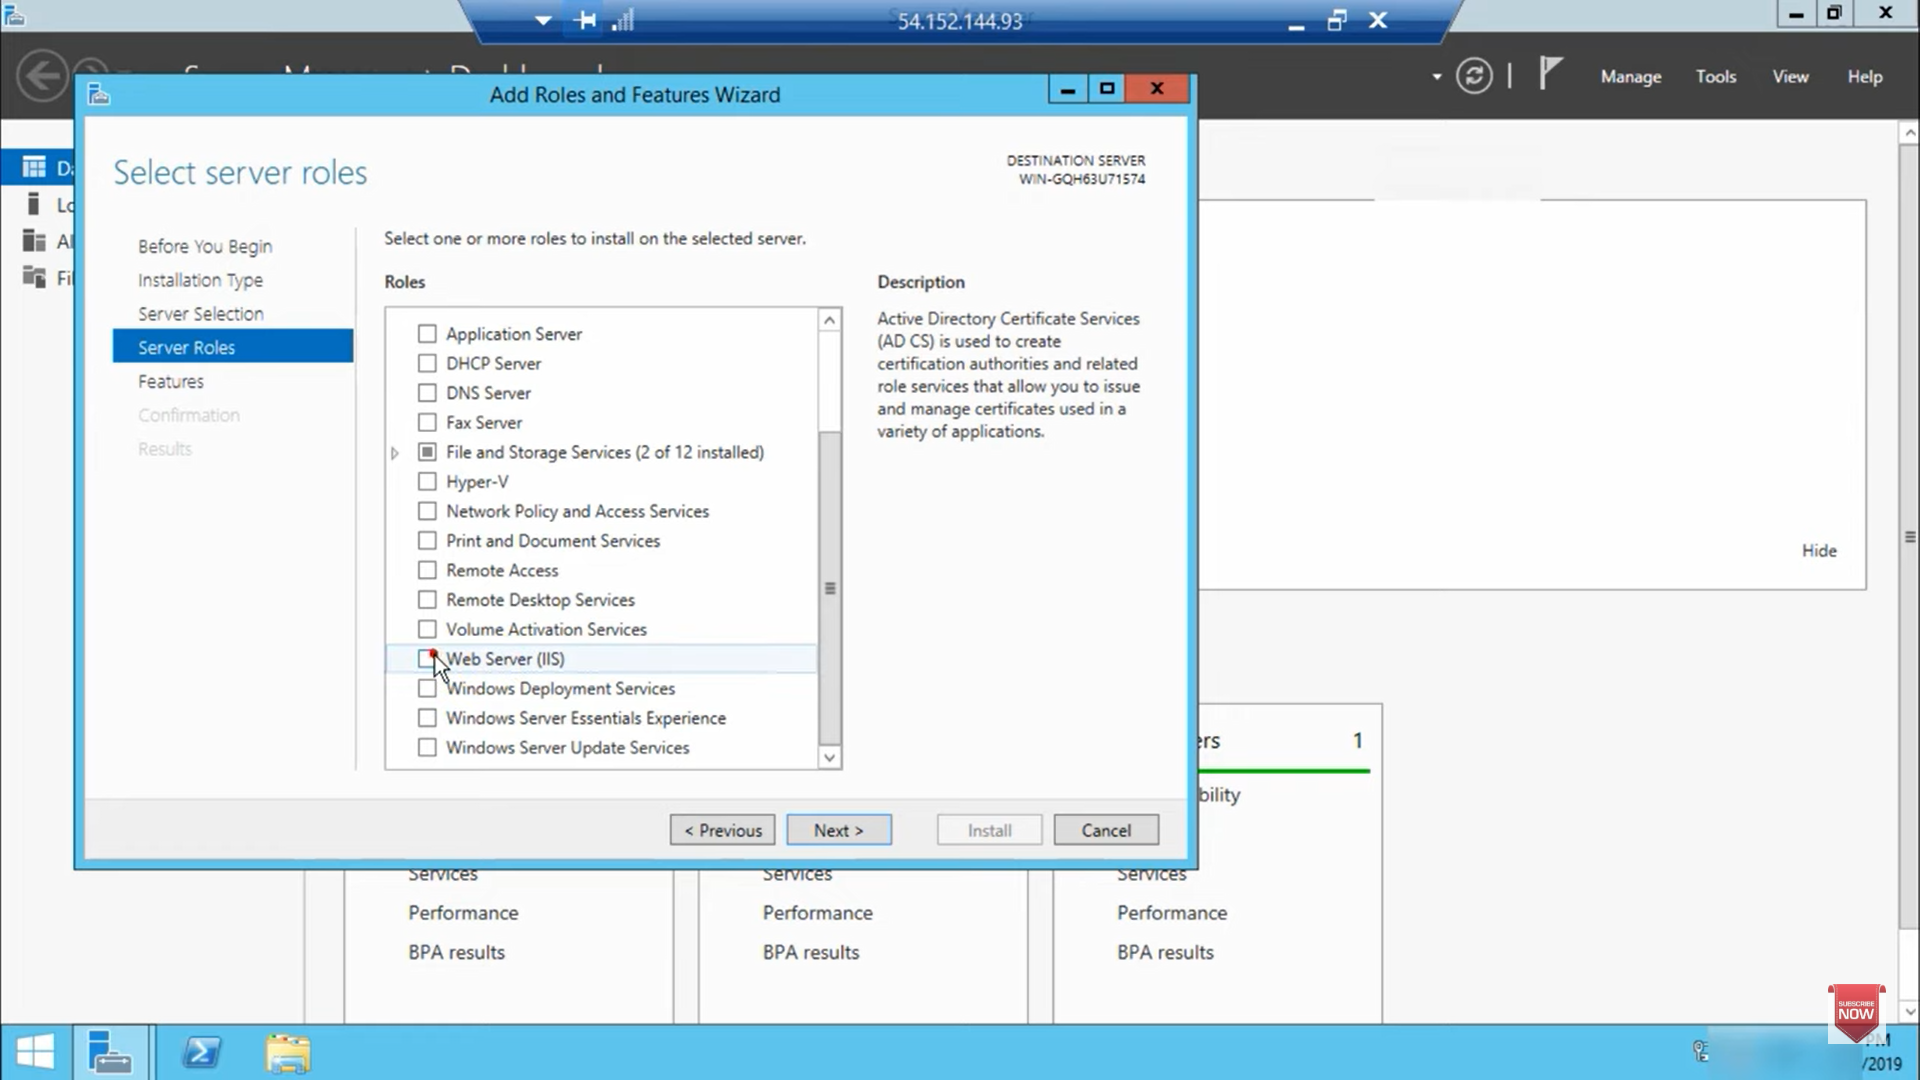 54.152.144.93
Manage
Tools
View
Help
Add Roles and Features Wizard
Select server roles
DESTINATION SERVER
WIN-GQH63U71574
Before You Begin
Installation Type
Server Selection
Server Roles
Features
Confirmation
Results
Select one or more roles to install on the selected server.
Roles
Application Server
DHCP Server
DNS Server
Fax Server
File and Storage Services (2 of 12 installed)
Hyper-V
Network Policy and Access Services
Print and Document Services
Remote Access
Remote Desktop Services
Volume Activation Services
Web Server (IIS)
Windows Deployment Services
Windows Server Essentials Experience
Windows Server Update Services
Description
Active Directory Certificate Services
(AD CS) is used to create
certification authorities and related
role services that allow you to issue
and manage certificates used in a
variety of applications.
< Previous
Next >
Install
Cancel
Hide
ers 1
bility
Services
Performance
BPA results
Services
Performance
BPA results
Services
Performance
BPA results
SUBSCRIBE
NOW
PM
/2019